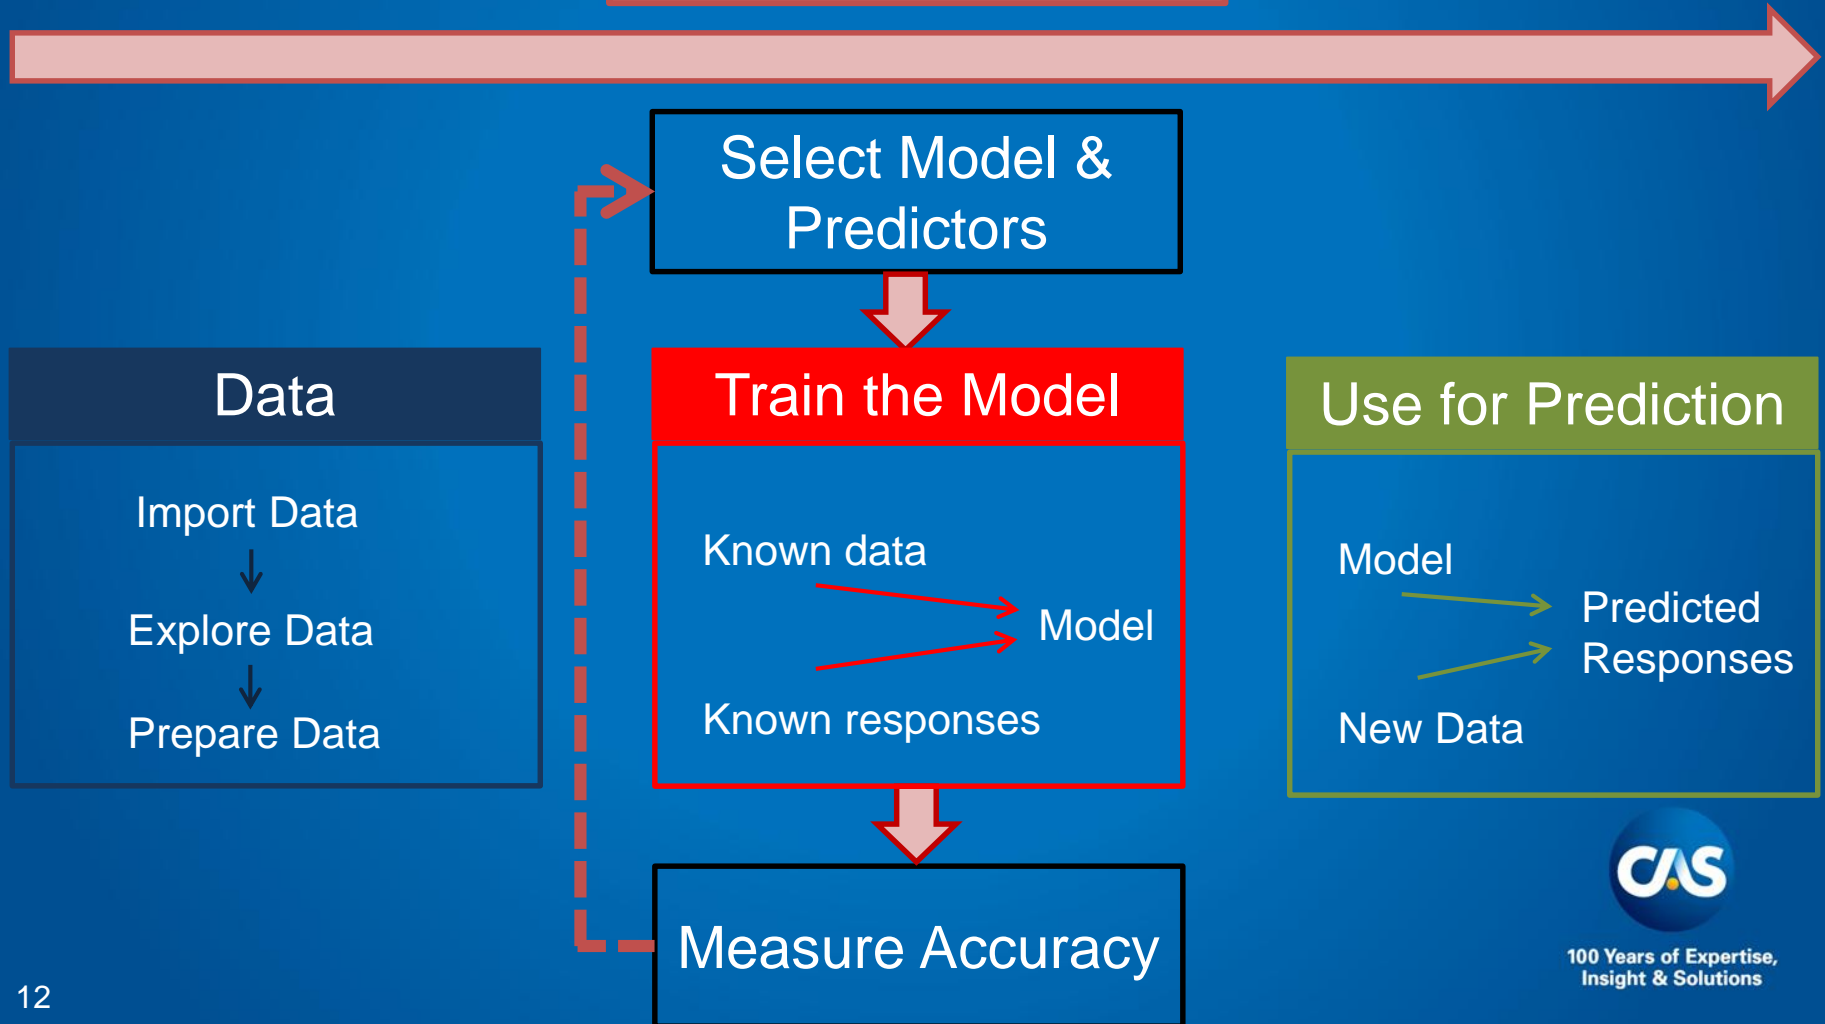 Select Model &
Predictors
Data
Import Data
Explore Data
Prepare Data
Train the Model
Known data
Model
Known responses
Use for Prediction
Model
Predicted
Responses
New Data
Measure Accuracy
CAS
100 Years of Expertise,
Insight & Solutions
12